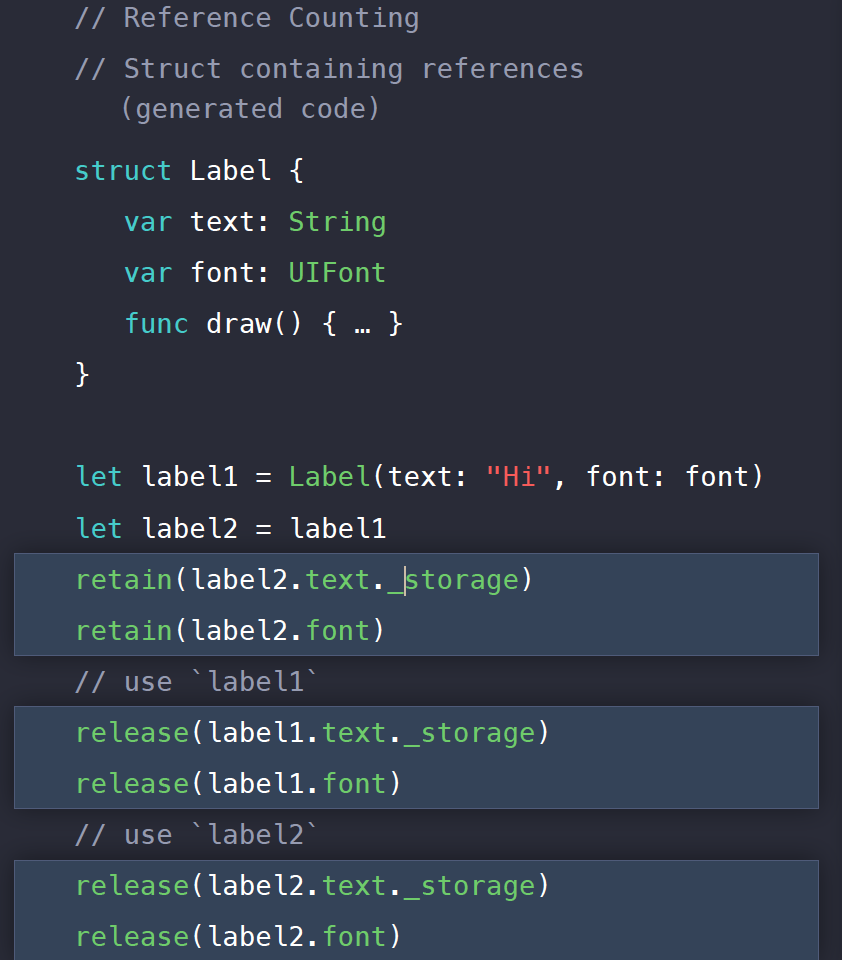 // Reference Counting
// Struct containing references
(generated code)
struct Label {
var text: String
var font: UIFont
func draw() { … }
}
let label1 = Label(text: "Hi", font: font)
let label2 = label1
retain(label2.text._storage)
retain(label2.font)
// use `label1`
release(label1.text._storage)
release(label1.font)
// use `label2`
release(label2.text._storage)
release(label2.font)